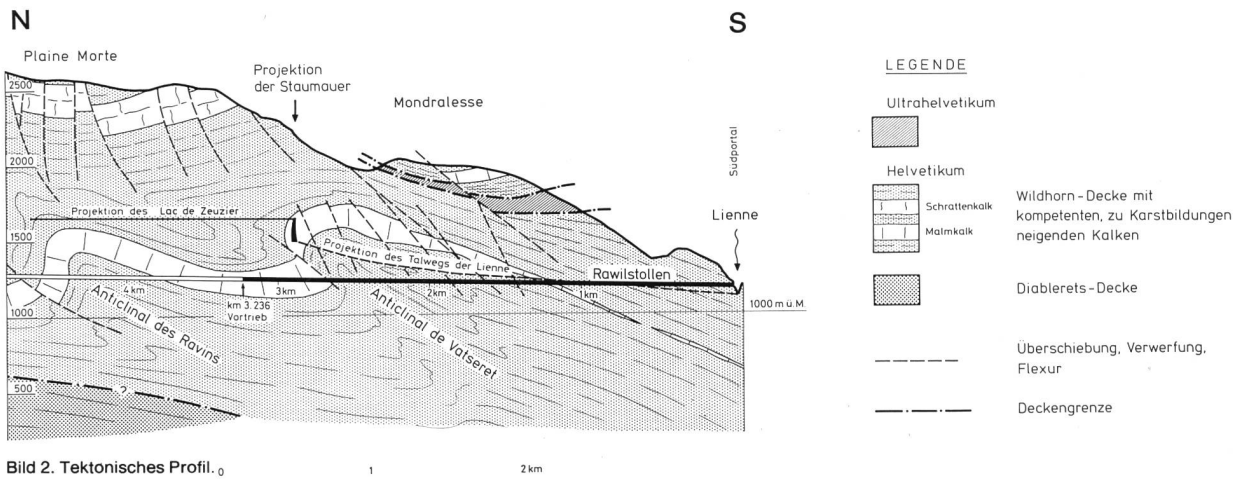 N
S
Plaine Morte
Projektion
der Staumauer
Mondralesse
Südportal
Lienne
2500
2000
1500
1000
500
Projektion des Lac de Zeuzier
Projektion des Talwegs der Lienne
Rawilstollen
4km
3km
2km
1km
km 3.236
Vortrieb
1000 m ü.M.
Anticlinal des Ravins
Anticlinal de Vatseret
?
LEGENDE
Ultrahelvetikum
Helvetikum
Schrattenkalk
Malmkalk
Wildhorn-Decke mit
kompetenten, zu Karstbildungen
neigenden Kalken
Diablerets-Decke
Überschiebung, Verwerfung,
Flexur
Deckengrenze
Bild 2. Tektonisches Profil.
0 1 2 km